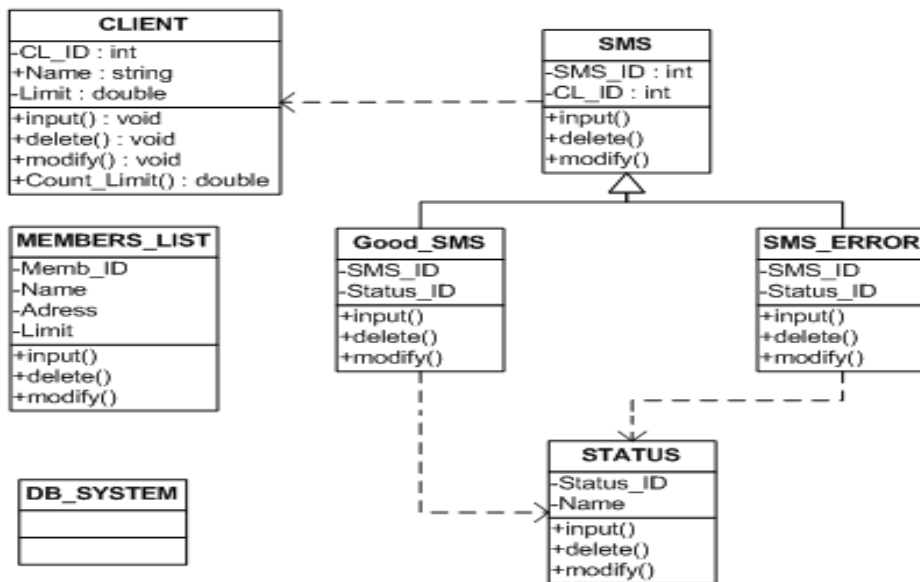 CLIENT
-CL_ID : int
+Name : string
-Limit : double
+input() : void
+delete() : void
+modify() : void
+Count_Limit() : double
SMS
-SMS_ID : int
-CL_ID : int
+input()
+delete()
+modify()
MEMBERS_LIST
-Memb_ID
-Name
-Adress
-Limit
+input()
+delete()
+modify()
Good_SMS
-SMS_ID
-Status_ID
+input()
+delete()
+modify()
SMS_ERROR
-SMS_ID
-Status_ID
+input()
+delete()
+modify()
DB_SYSTEM
STATUS
-Status_ID
-Name
+input()
+delete()
+modify()